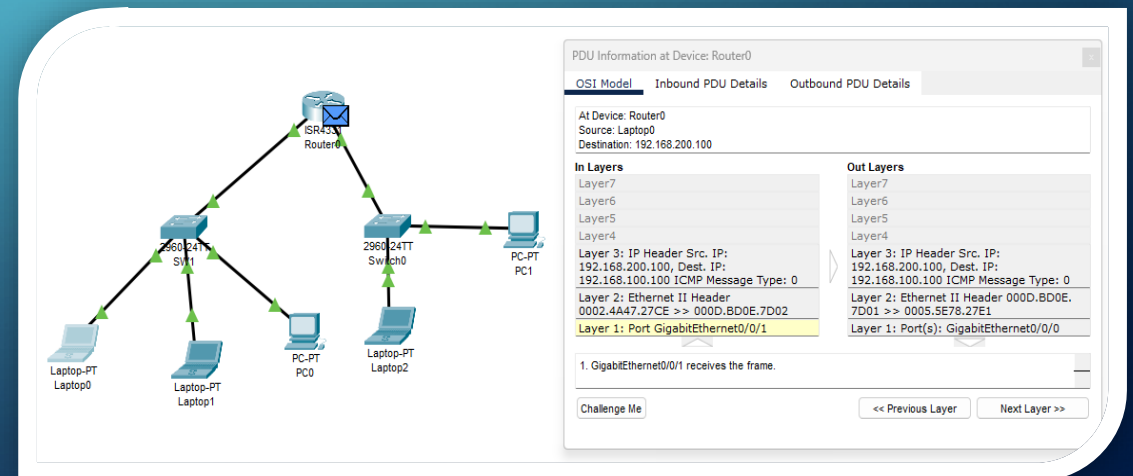 ISR4331
Router0
2960-24TT
SW1
2960-24TT
Switch0
PC-PT
PC1
Laptop-PT
Laptop0
Laptop-PT
Laptop1
PC-PT
PC0
Laptop-PT
Laptop2
PDU Information at Device: Router0
x
OSI Model Inbound PDU Details Outbound PDU Details
At Device: Router0
Source: Laptop0
Destination: 192.168.200.100
In Layers
Layer7
Layer6
Layer5
Layer4
Layer 3: IP Header Src. IP:
192.168.200.100, Dest. IP:
192.168.100.100 ICMP Message Type: 0
Layer 2: Ethernet II Header
0002.4A47.27CE >> 000D.BD0E.7D02
Layer 1: Port GigabitEthernet0/0/1
Out Layers
Layer7
Layer6
Layer5
Layer4
Layer 3: IP Header Src. IP:
192.168.200.100, Dest. IP:
192.168.100.100 ICMP Message Type: 0
Layer 2: Ethernet II Header 000D.BD0E.
7D01 >> 0005.5E78.27E1
Layer 1: Port(s): GigabitEthernet0/0/0
1. GigabitEthernet0/0/1 receives the frame.
Challenge Me << Previous Layer Next Layer >>